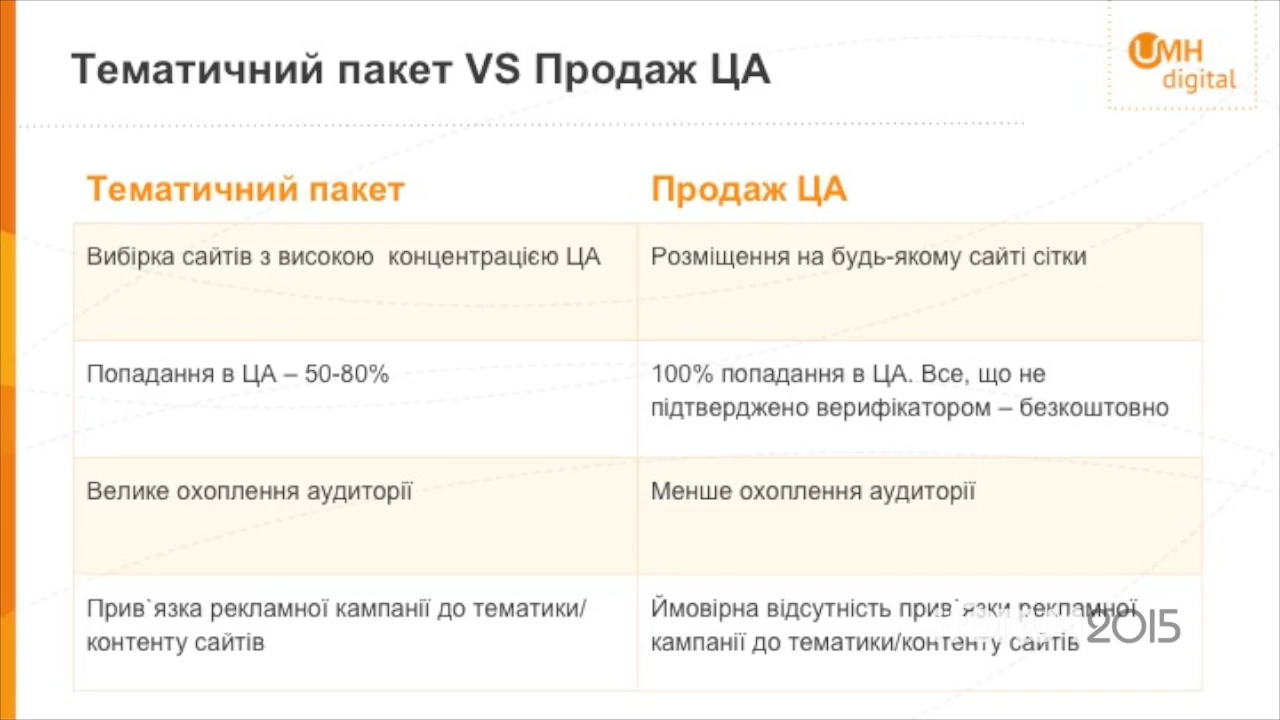 Тематичний пакет VS Продаж ЦА
UMH
digital
Тематичний пакет
Продаж ЦА
Вибірка сайтів з високою концентрацією ЦА
Розміщення на будь-якому сайті сітки
Попадання в ЦА – 50-80%
100% попадання в ЦА. Все, що не
підтверджено верифікатором – безкоштовно
Велике охоплення аудиторії
Менше охоплення аудиторії
Прив`язка рекламної кампанії до тематики/
контенту сайтів
Ймовірна відсутність прив`язки рекламної
кампанії до тематики/контенту сайтів
2015